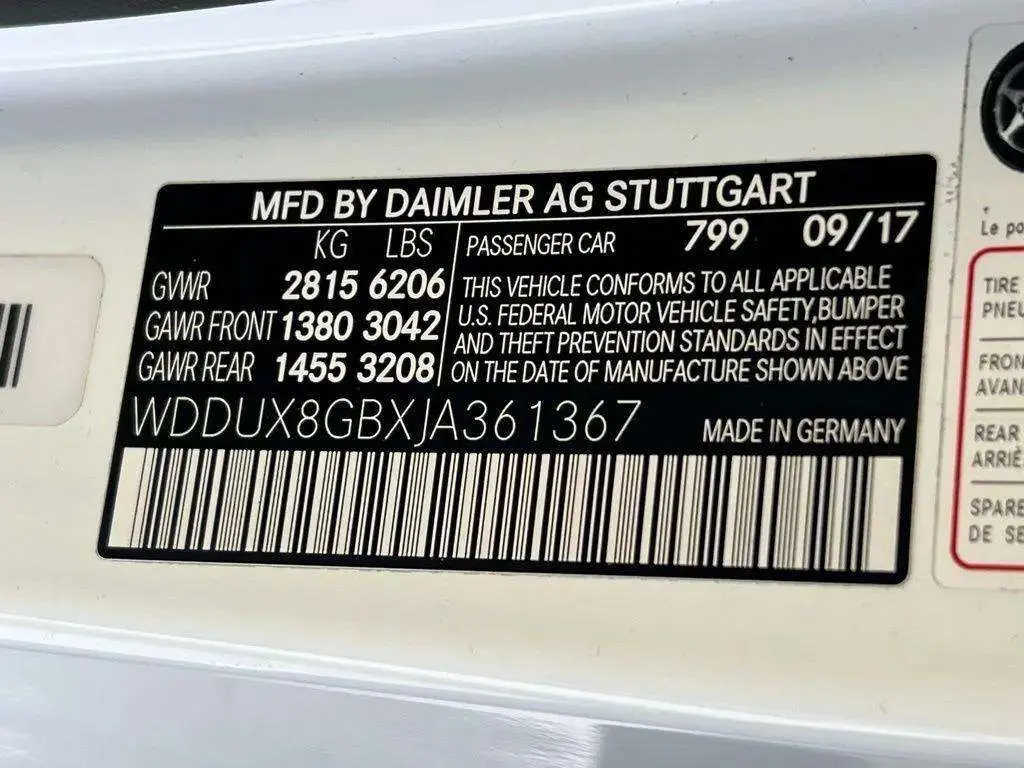 MFD BY DAIMLER AG STUTTGART
KG LBS
GVWR 2815 6206
GAWR FRONT 1380 3042
GAWR REAR 1455 3208
PASSENGER CAR 799 09/17
THIS VEHICLE CONFORMS TO ALL APPLICABLE
U.S. FEDERAL MOTOR VEHICLE SAFETY,BUMPER
AND THEFT PREVENTION STANDARDS IN EFFECT
ON THE DATE OF MANUFACTURE SHOWN ABOVE
WDDUX8GBXJA361367
MADE IN GERMANY
Le
TIRE
FRON
AVAN
REAR
ARRIÈ
SPARE
DE